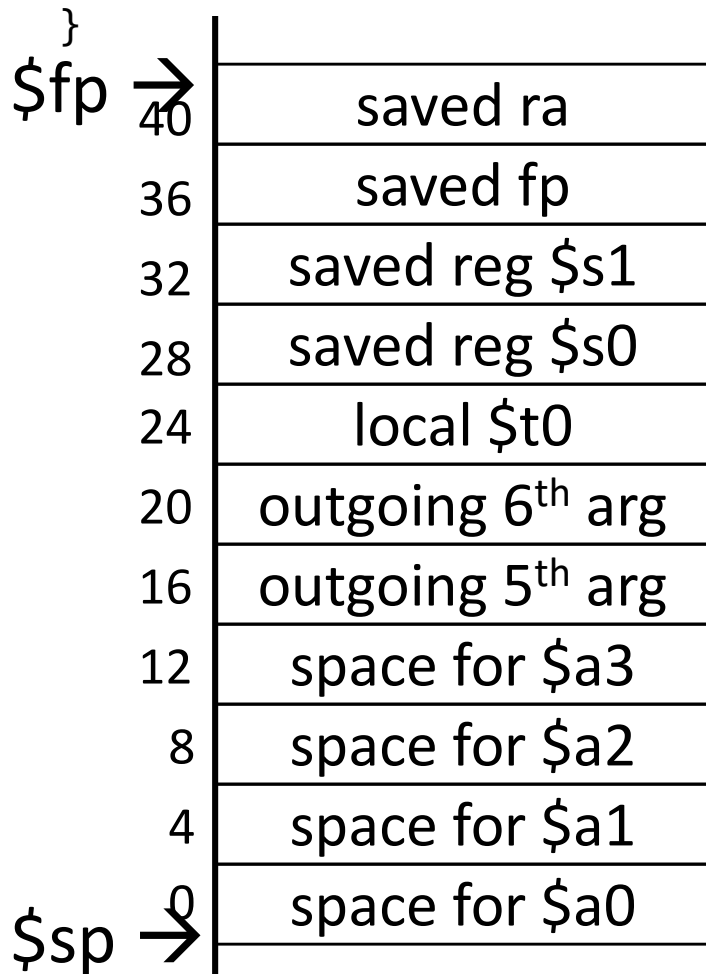 }
$fp →
40 saved ra
36 saved fp
32 saved reg $s1
28 saved reg $s0
24 local $t0
20 outgoing 6th arg
16 outgoing 5th arg
12 space for $a3
8 space for $a2
4 space for $a1
0 space for $a0
$sp →